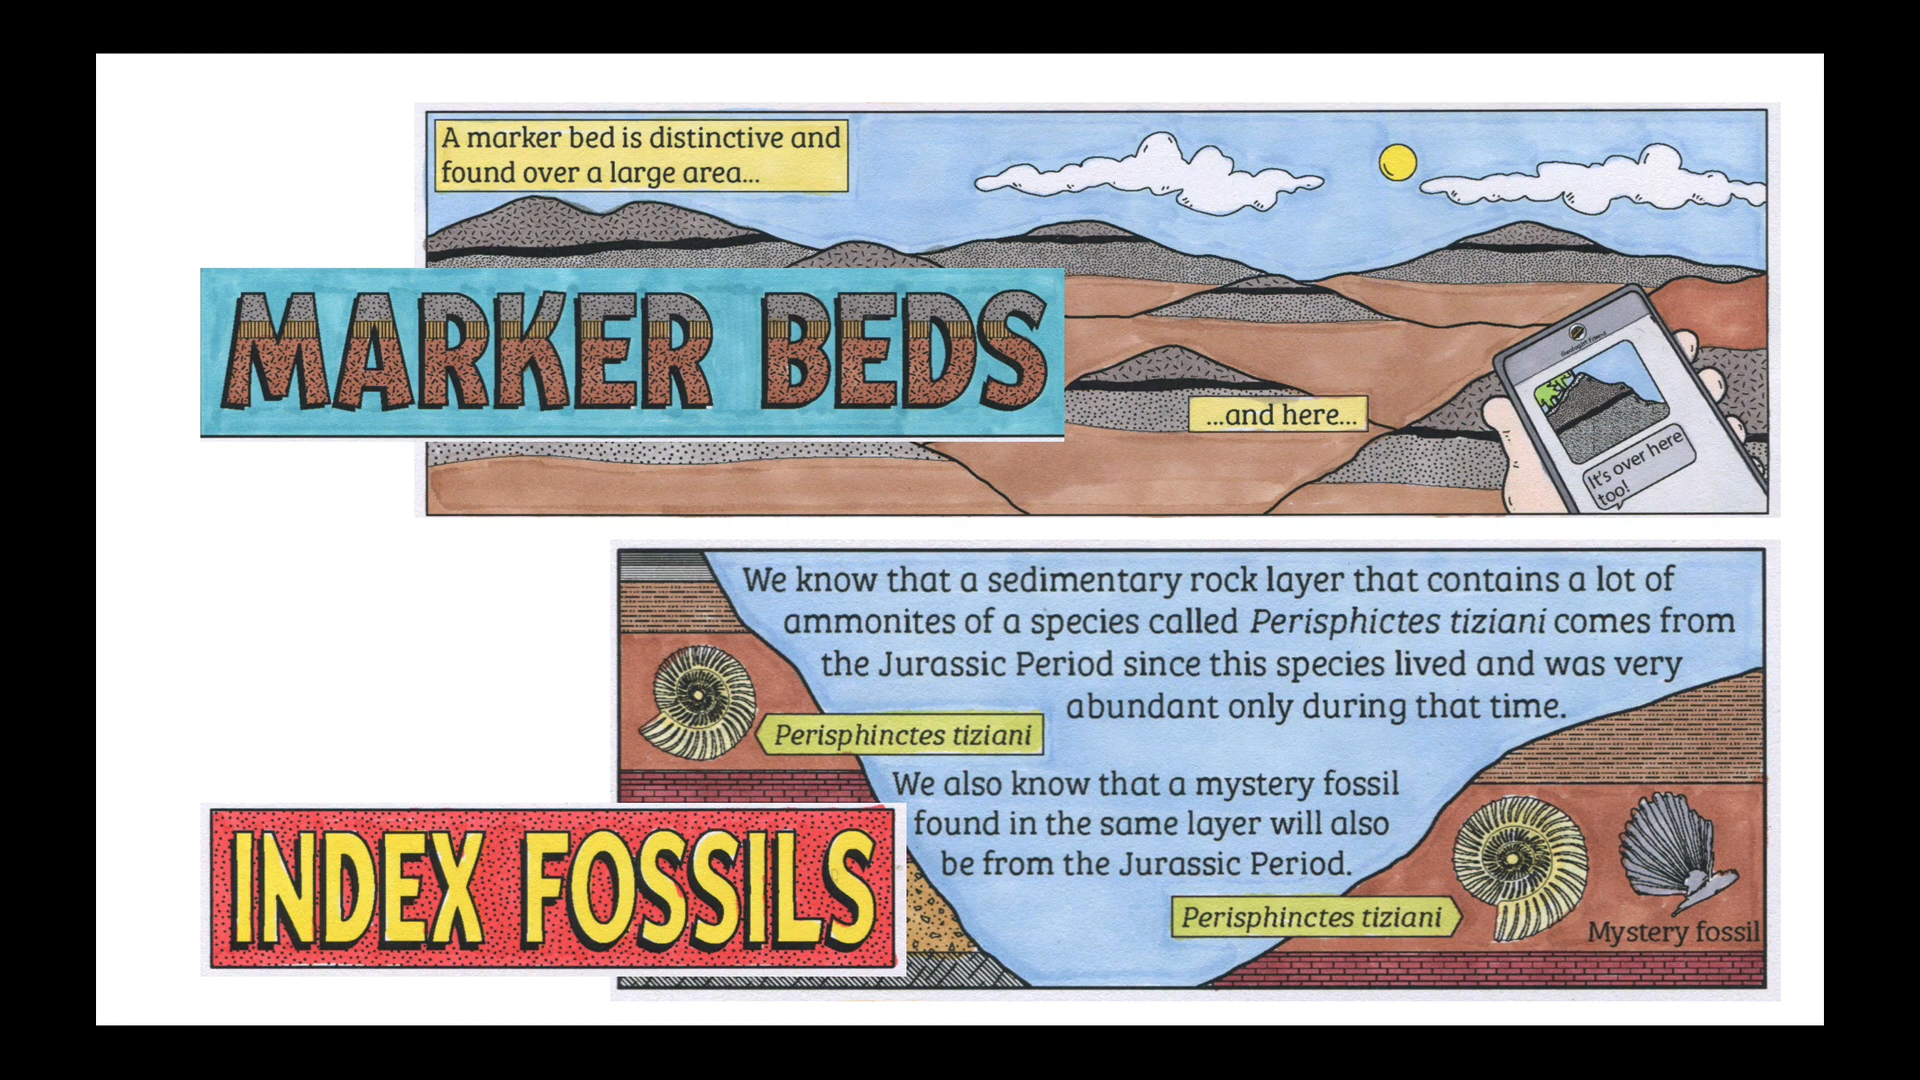 A marker bed is distinctive and
found over a large area...
MARKER BEDS
...and here...
It's over here
too!
We know that a sedimentary rock layer that contains a lot of
ammonites of a species called Perisphictes tiziani comes from
the Jurassic Period since this species lived and was very
abundant only during that time.
Perisphinctes tiziani
We also know that a mystery fossil
found in the same layer will also
be from the Jurassic Period.
INDEX FOSSILS
Perisphinctes tiziani
Mystery fossil